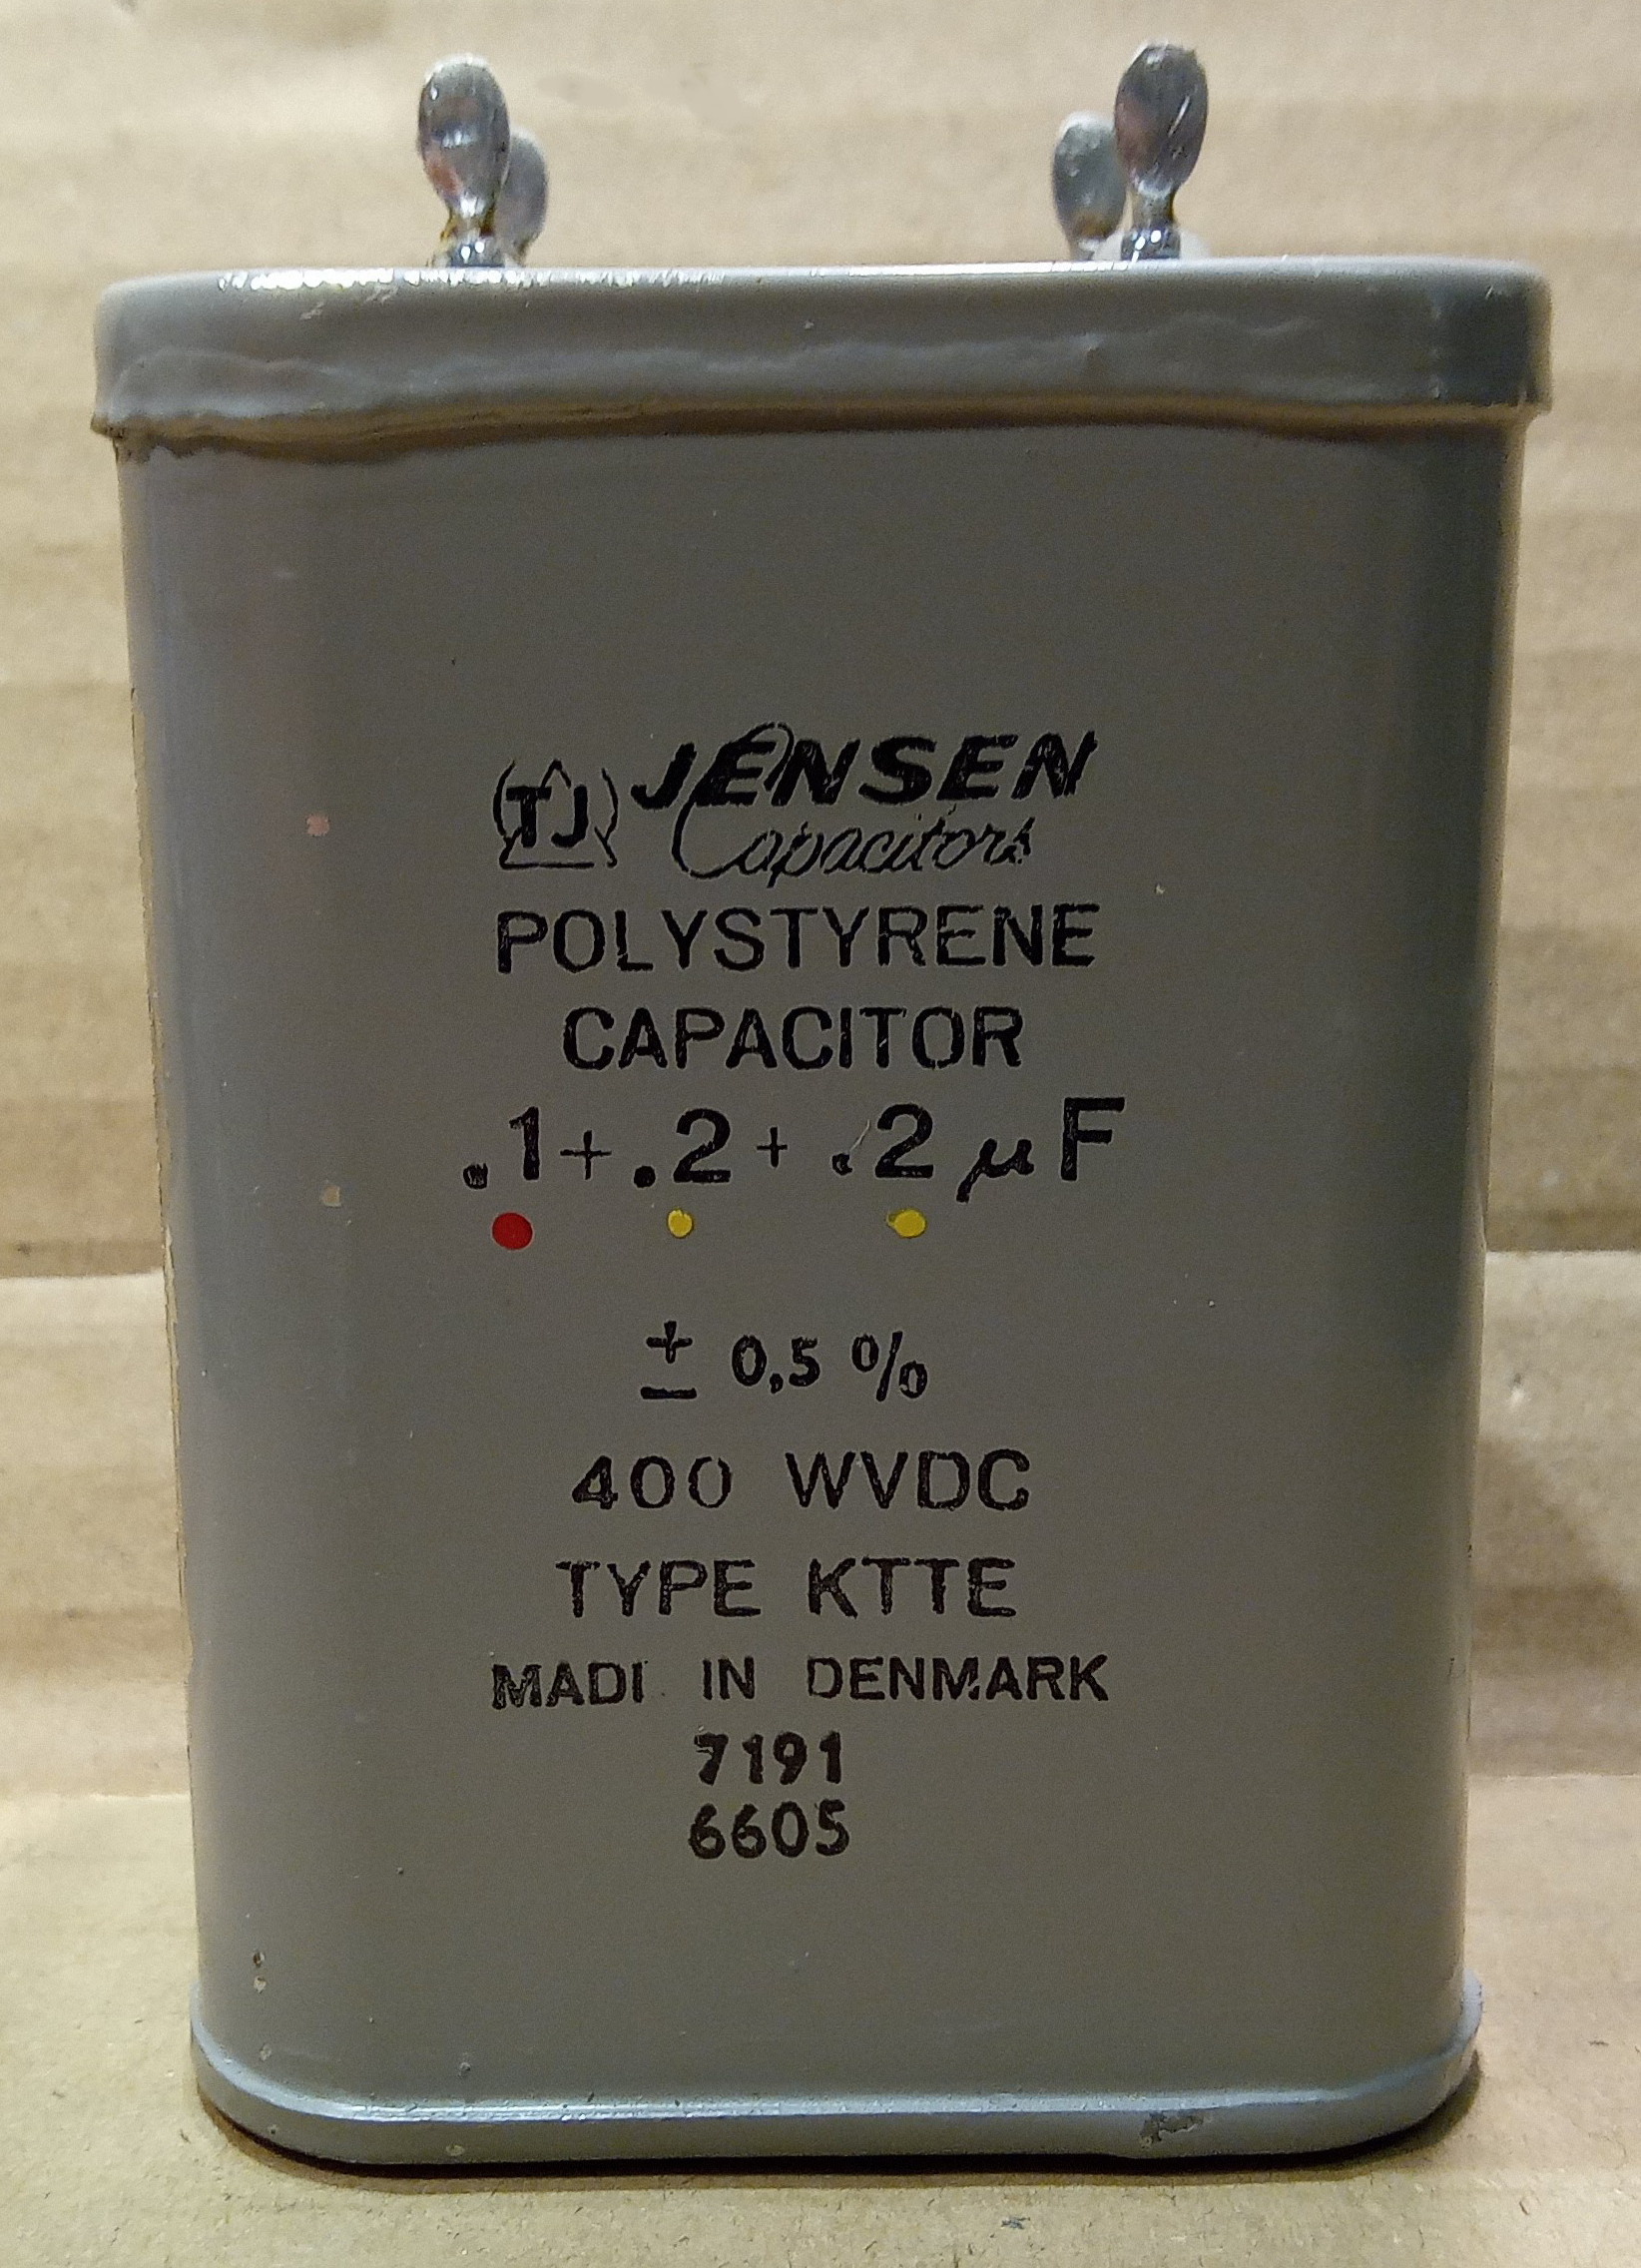 TJ JENSEN
Capacitors
POLYSTYRENE
CAPACITOR
.1+.2+.2 µF
± 0,5 %
400 WVDC
TYPE KTTE
MADE IN DENMARK
7191
6605